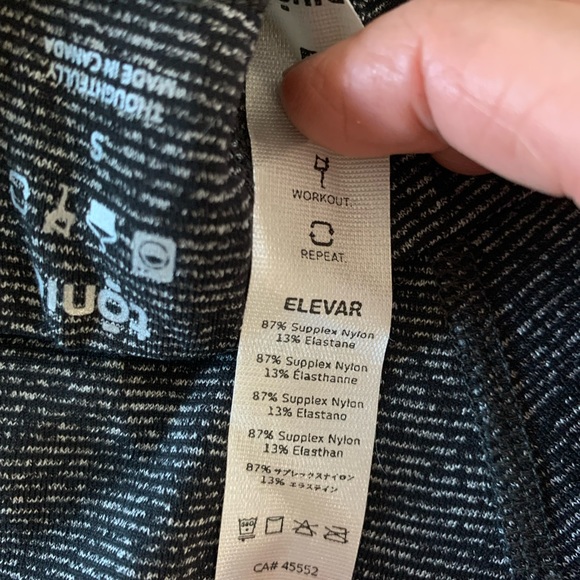 THOUGHTFULLY
MADE IN CANADA
S
WORKOUT.
REPEAT.
ELEVAR
87% Supplex Nylon
13% Elastane
87% Supplex Nylon
13% Élasthanne
87% Supplex Nylon
13% Elastano
87% Supplex Nylon
13% Elasthan
87% サプレックスナイロン
13% エラステイン
CA# 45552